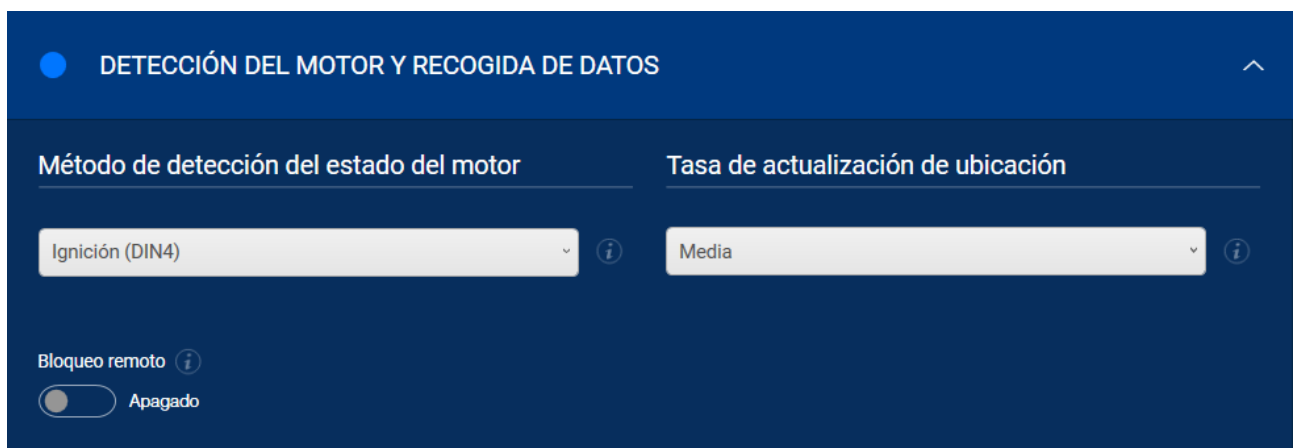 DETECCIÓN DEL MOTOR Y RECOGIDA DE DATOS
Método de detección del estado del motor
Tasa de actualización de ubicación
Ignición (DIN4)
i
Media
i
Bloqueo remoto i
Apagado